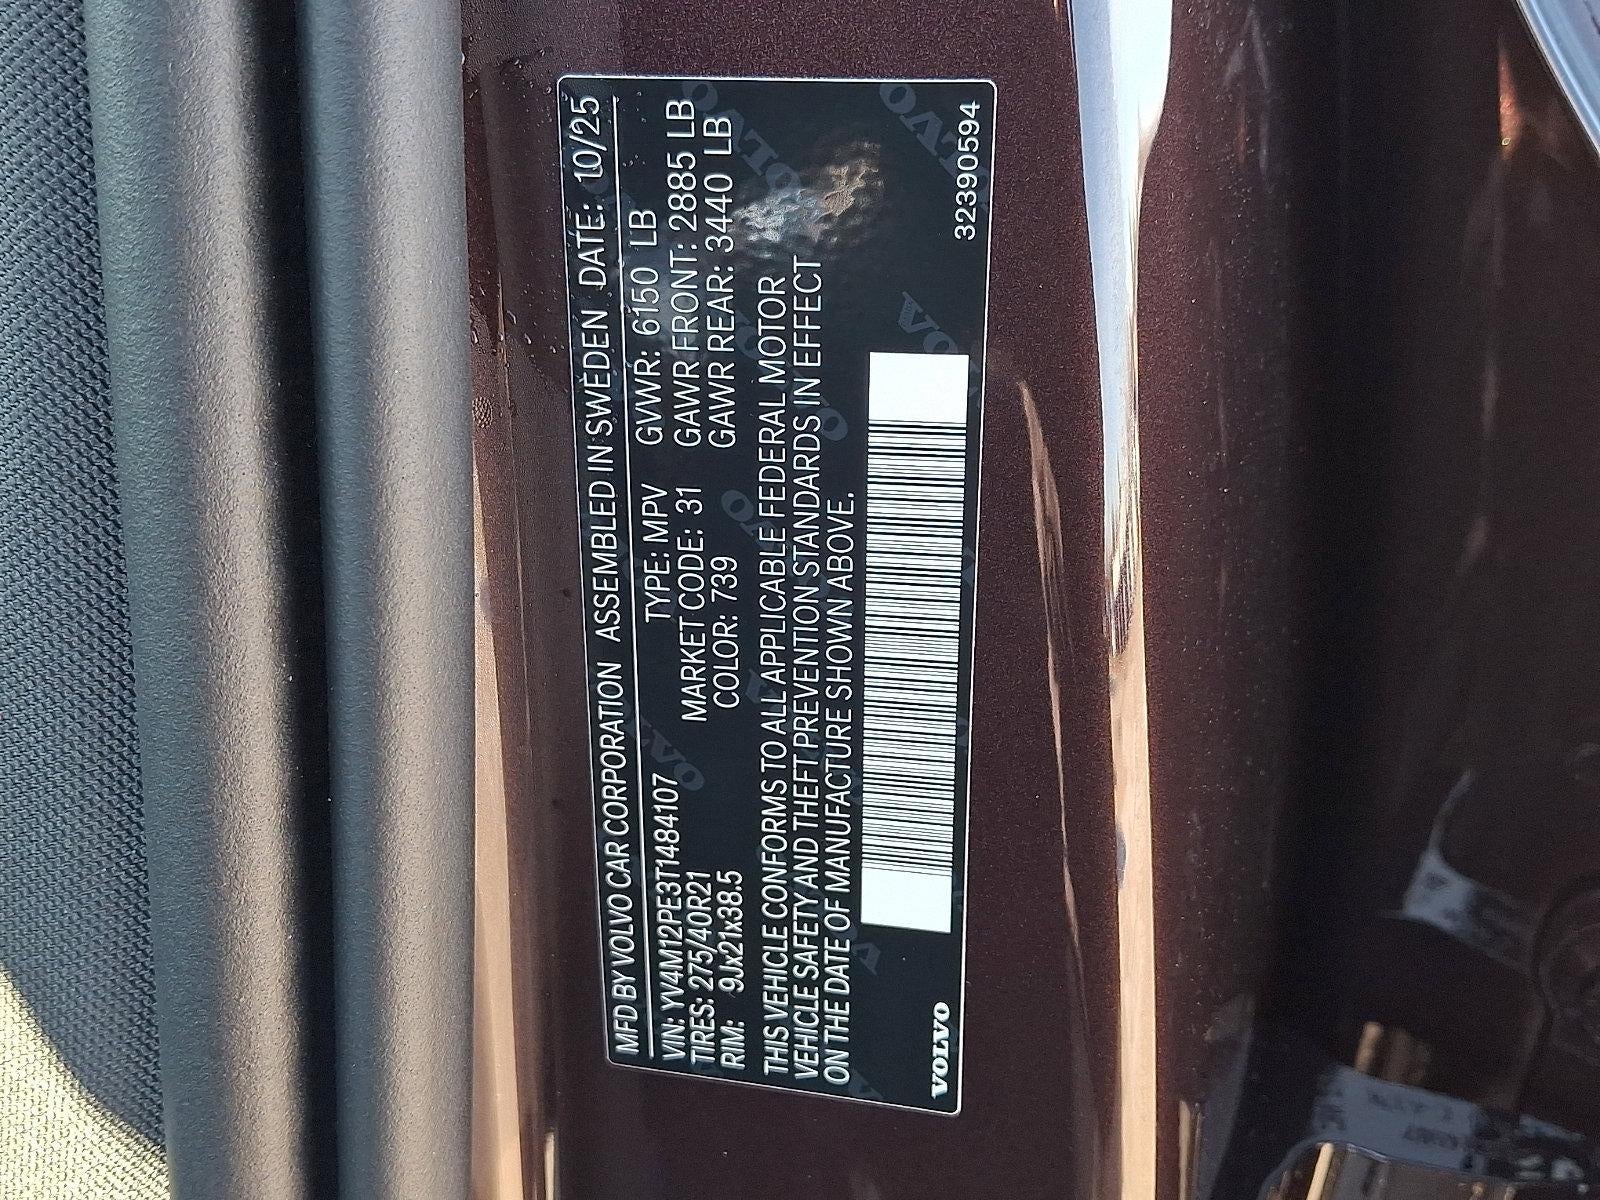 MFD BY VOLVO CAR CORPORATION ASSEMBLED IN SWEDEN DATE: 10/25
VIN: YV4M12PE3T1484107 TYPE: MPV GVWR: 6150 LB
TIRES: 275/40R21 MARKET CODE: 31 GAWR FRONT: 2885 LB
RIM: 9Jx21x38.5 COLOR: 739 GAWR REAR: 3440 LB
THIS VEHICLE CONFORMS TO ALL APPLICABLE FEDERAL MOTOR
VEHICLE SAFETY AND THEFT PREVENTION STANDARDS IN EFFECT
ON THE DATE OF MANUFACTURE SHOWN ABOVE.
VOLVO 32390594